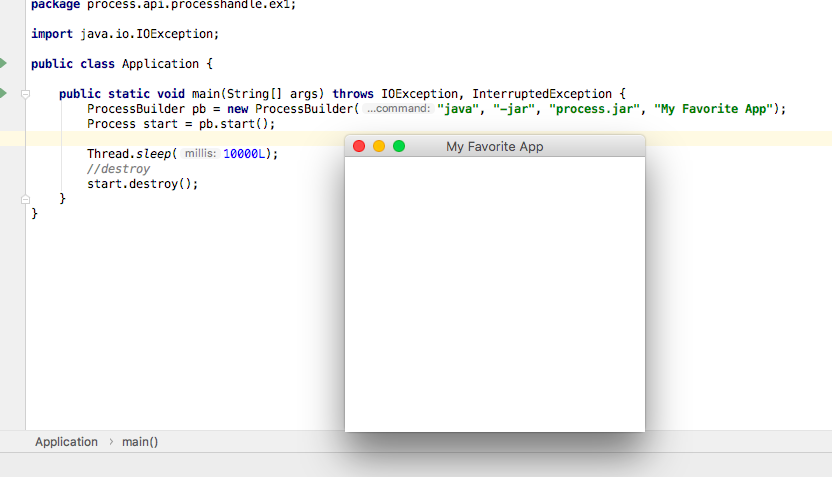 package process.api.processhandle.ex1;
import java.io.IOException;
public class Application {
public static void main(String[] args) throws IOException, InterruptedException {
ProcessBuilder pb = new ProcessBuilder( ...command: "java", "-jar", "process.jar", "My Favorite App");
Process start = pb.start();
Thread.sleep( millis: 10000L);
//destroy
start.destroy();
}
}
My Favorite App
Application › main()